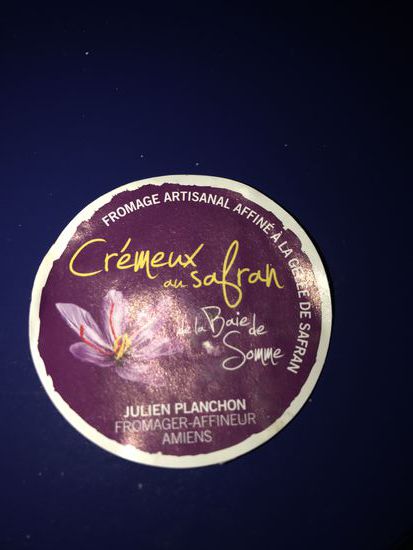 FROMAGE ARTISANAL AFFINÉ À LA GELÉE DE SAFRAN
Crémeux
au safran
de la Baie de
Somme
JULIEN PLANCHON
FROMAGER-AFFINEUR
AMIENS